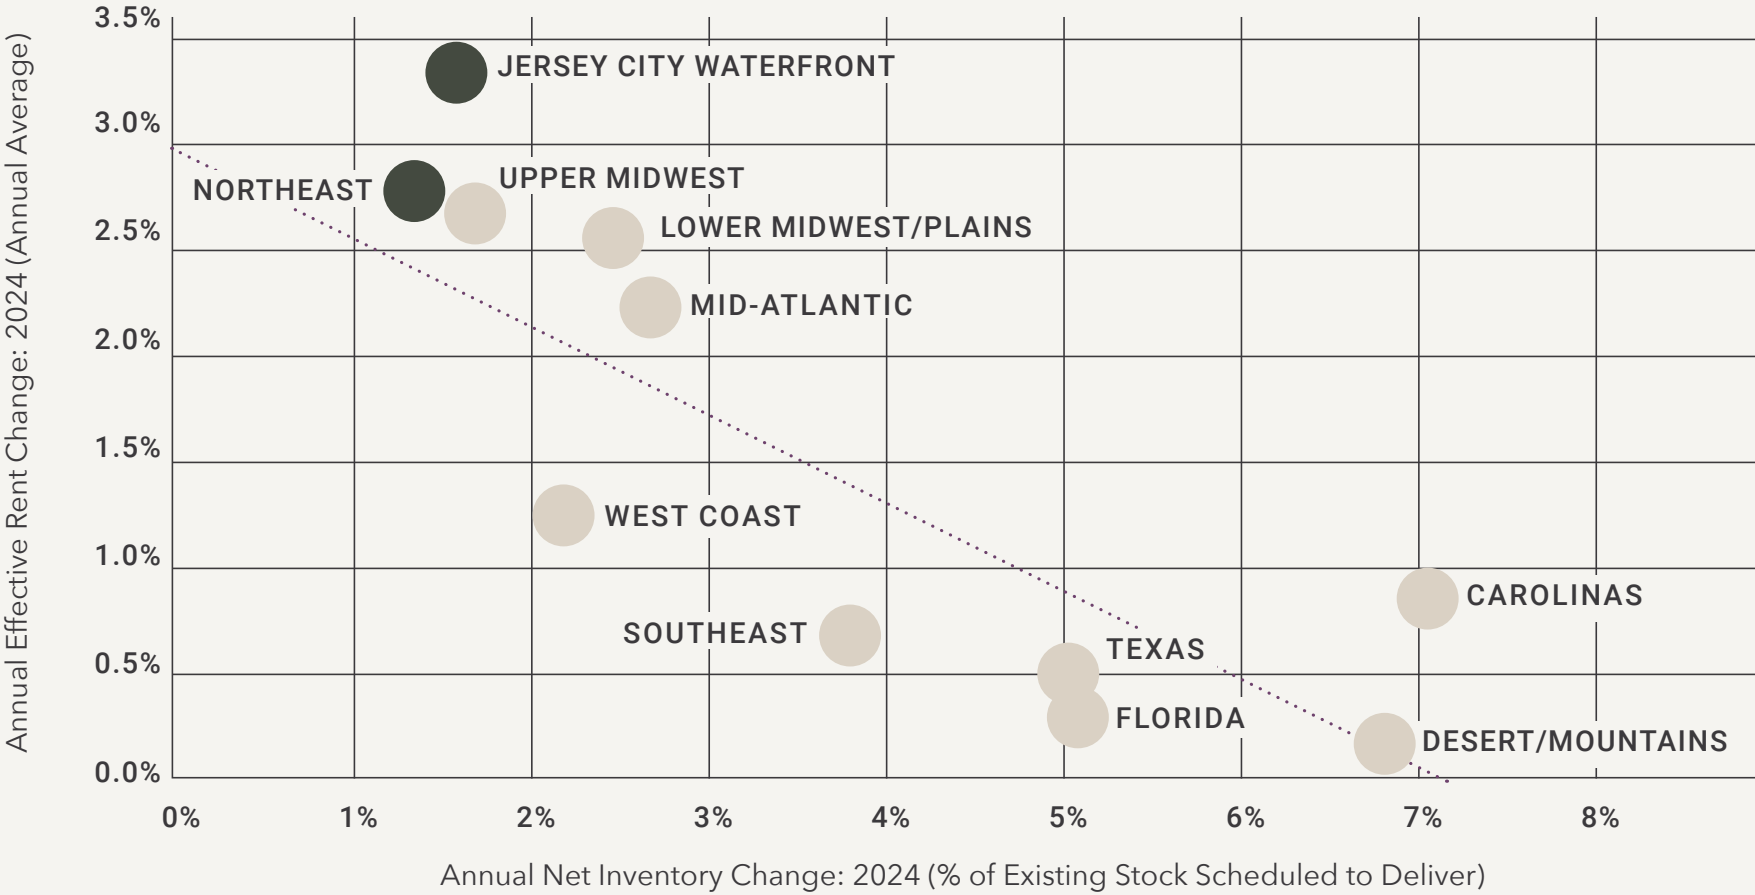 Annual Effective Rent Change: 2024 (Annual Average)
3.5%
JERSEY CITY WATERFRONT
3.0%
UPPER MIDWEST
NORTHEAST
LOWER MIDWEST/PLAINS
2.5%
MID-ATLANTIC
2.0%
1.5%
WEST COAST
1.0%
CAROLINAS
SOUTHEAST
TEXAS
0.5%
FLORIDA
DESERT/MOUNTAINS
0.0%
0% 1% 2% 3% 4% 5% 6% 7% 8%
Annual Net Inventory Change: 2024 (% of Existing Stock Scheduled to Deliver)